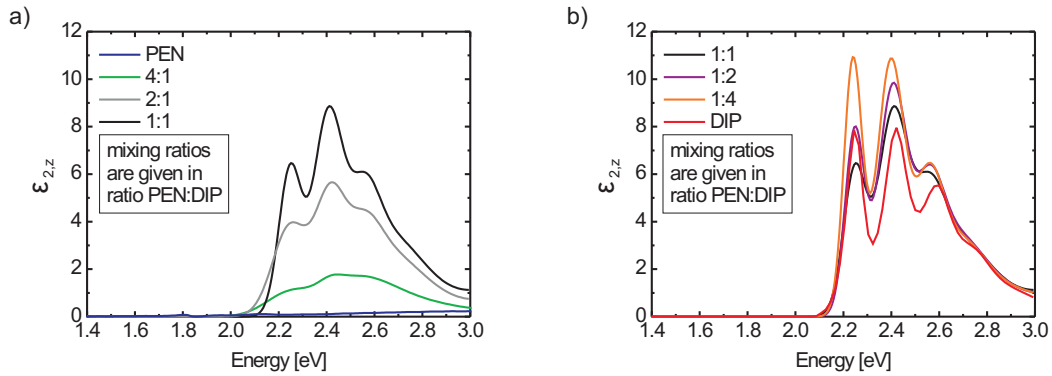 a)
ε2,z
12
10
8
6
4
2
0
PEN
4:1
2:1
1:1
mixing ratios
are given in
ratio PEN:DIP
1.4 1.6 1.8 2.0 2.2 2.4 2.6 2.8 3.0
Energy [eV]
b)
ε2,z
12
10
8
6
4
2
0
1:1
1:2
1:4
DIP
mixing ratios
are given in
ratio PEN:DIP
1.4 1.6 1.8 2.0 2.2 2.4 2.6 2.8 3.0
Energy [eV]